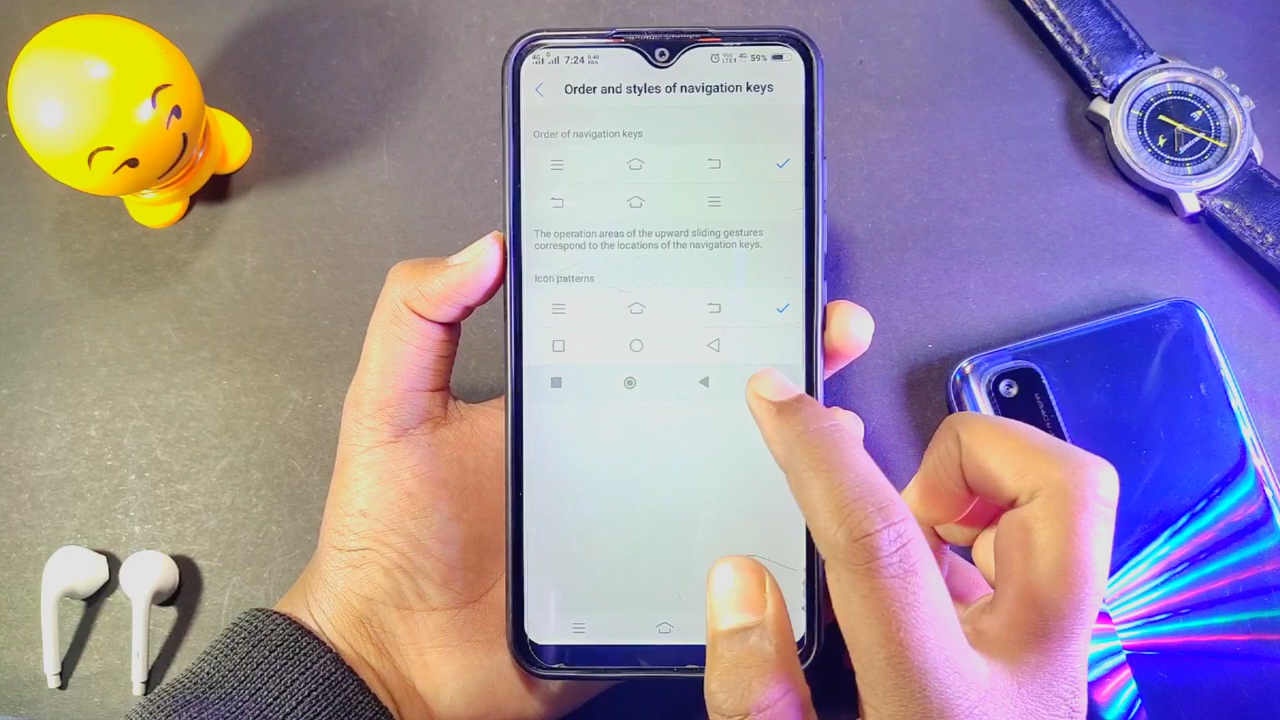 7:24
59%
Order and styles of navigation keys
Order of navigation keys
The operation areas of the upward sliding gestures
correspond to the locations of the navigation keys.
Icon patterns